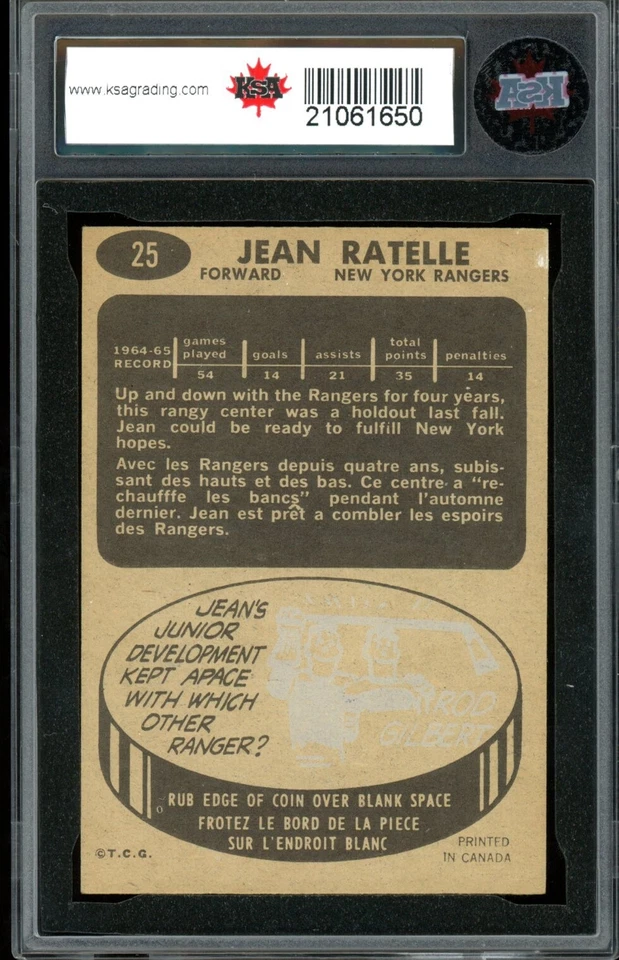 www.ksagrading.com
KSA
21061650
KSA
25
JEAN RATELLE
FORWARD NEW YORK RANGERS
1964-65 RECORD
games played goals assists total points penalties
54 14 21 35 14
Up and down with the Rangers for four years,
this rangy center was a holdout last fall.
Jean could be ready to fulfill New York
hopes.
Avec les Rangers depuis quatre ans, subis-
sant des hauts et des bas. Ce centre a "re-
chaufffe les bancs" pendant l'automne
dernier. Jean est prêt a combler les espoirs
des Rangers.
JEAN'S
JUNIOR
DEVELOPMENT
KEPT APACE
WITH WHICH
OTHER
RANGER?
ROD
GILBERT
RUB EDGE OF COIN OVER BLANK SPACE
FROTEZ LE BORD DE LA PIECE
SUR L'ENDROIT BLANC
©T.C.G.
PRINTED
IN CANADA